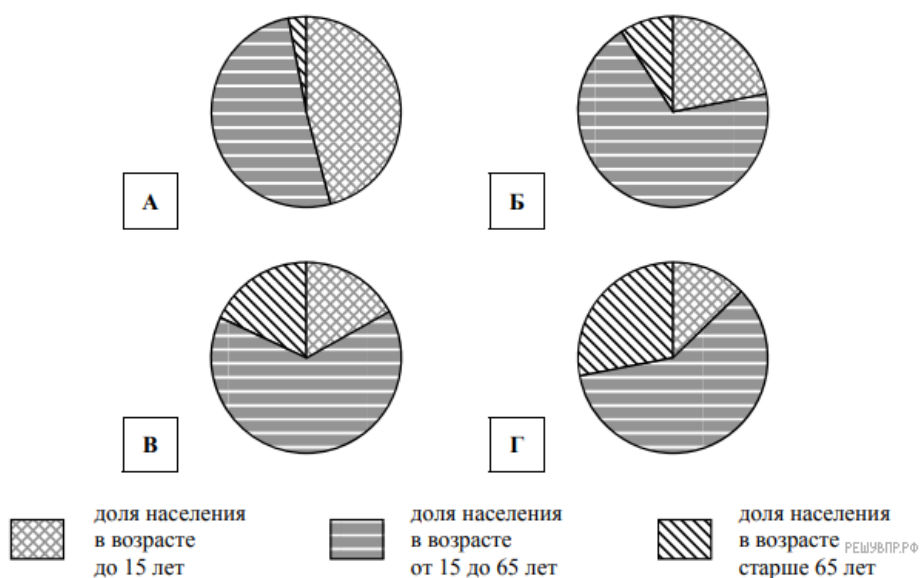 А
Б
В
Г
доля населения
в возрасте
до 15 лет
доля населения
в возрасте
от 15 до 65 лет
доля населения
в возрасте
старше 65 лет
РЕШУВПР.РФ